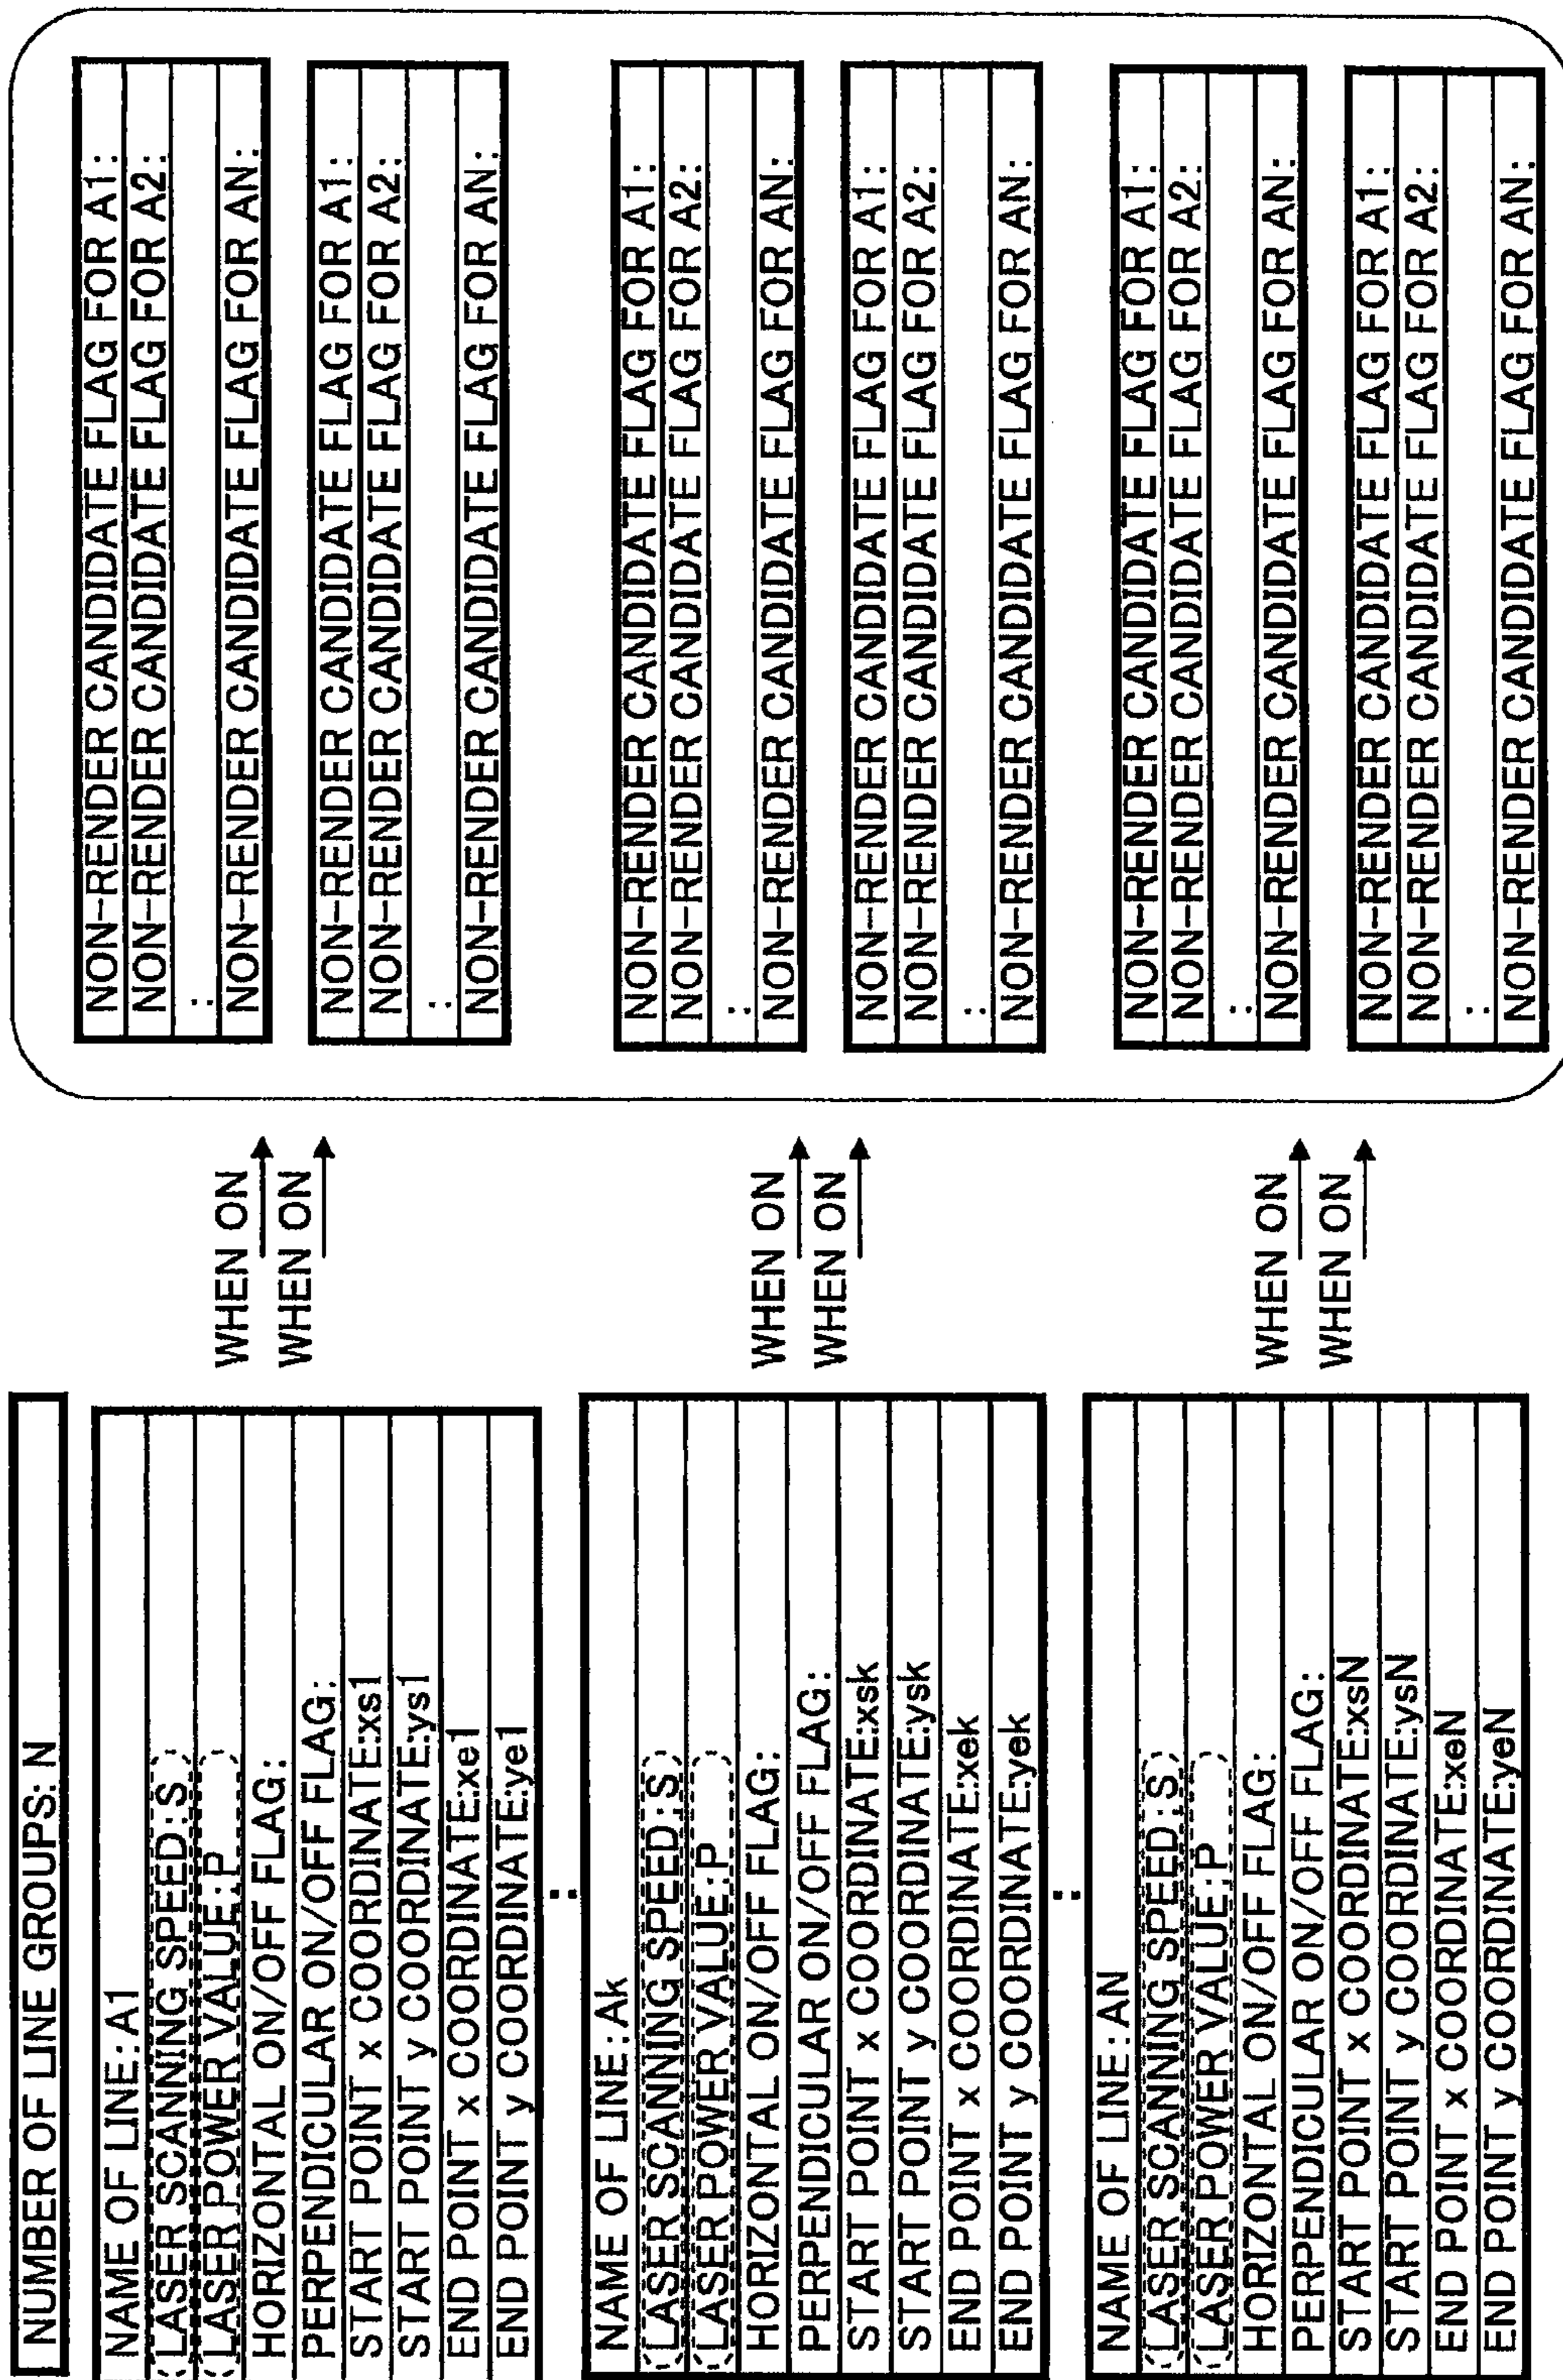 NUMBER OF LINE GROUPS: N
NAME OF LINE:A1
LASER SCANNING SPEED:S
LASER POWER VALUE:P
HORIZONTAL ON/OFF FLAG:
PERPENDICULAR ON/OFF FLAG:
START POINT x COORDINATE:xs1
START POINT y COORDINATE:ys1
END POINT x COORDINATE:xe1
END POINT y COORDINATE:ye1
:
NAME OF LINE:Ak
LASER SCANNING SPEED:S
LASER POWER VALUE:P
HORIZONTAL ON/OFF FLAG:
PERPENDICULAR ON/OFF FLAG:
START POINT x COORDINATE:xsk
START POINT y COORDINATE:ysk
END POINT x COORDINATE:xek
END POINT y COORDINATE:yek
:
NAME OF LINE:AN
LASER SCANNING SPEED:S
LASER POWER VALUE:P
HORIZONTAL ON/OFF FLAG:
PERPENDICULAR ON/OFF FLAG:
START POINT x COORDINATE:xsN
START POINT y COORDINATE:ysN
END POINT x COORDINATE:xeN
END POINT y COORDINATE:yeN
WHEN ON
WHEN ON
WHEN ON
WHEN ON
WHEN ON
WHEN ON
NON-RENDER CANDIDATE FLAG FOR A1:
NON-RENDER CANDIDATE FLAG FOR A2:
:
NON-RENDER CANDIDATE FLAG FOR AN:
NON-RENDER CANDIDATE FLAG FOR A1:
NON-RENDER CANDIDATE FLAG FOR A2:
:
NON-RENDER CANDIDATE FLAG FOR AN:
NON-RENDER CANDIDATE FLAG FOR A1:
NON-RENDER CANDIDATE FLAG FOR A2:
:
NON-RENDER CANDIDATE FLAG FOR AN:
NON-RENDER CANDIDATE FLAG FOR A1:
NON-RENDER CANDIDATE FLAG FOR A2:
:
NON-RENDER CANDIDATE FLAG FOR AN:
NON-RENDER CANDIDATE FLAG FOR A1:
NON-RENDER CANDIDATE FLAG FOR A2:
:
NON-RENDER CANDIDATE FLAG FOR AN:
NON-RENDER CANDIDATE FLAG FOR A1:
NON-RENDER CANDIDATE FLAG FOR A2:
:
NON-RENDER CANDIDATE FLAG FOR AN: